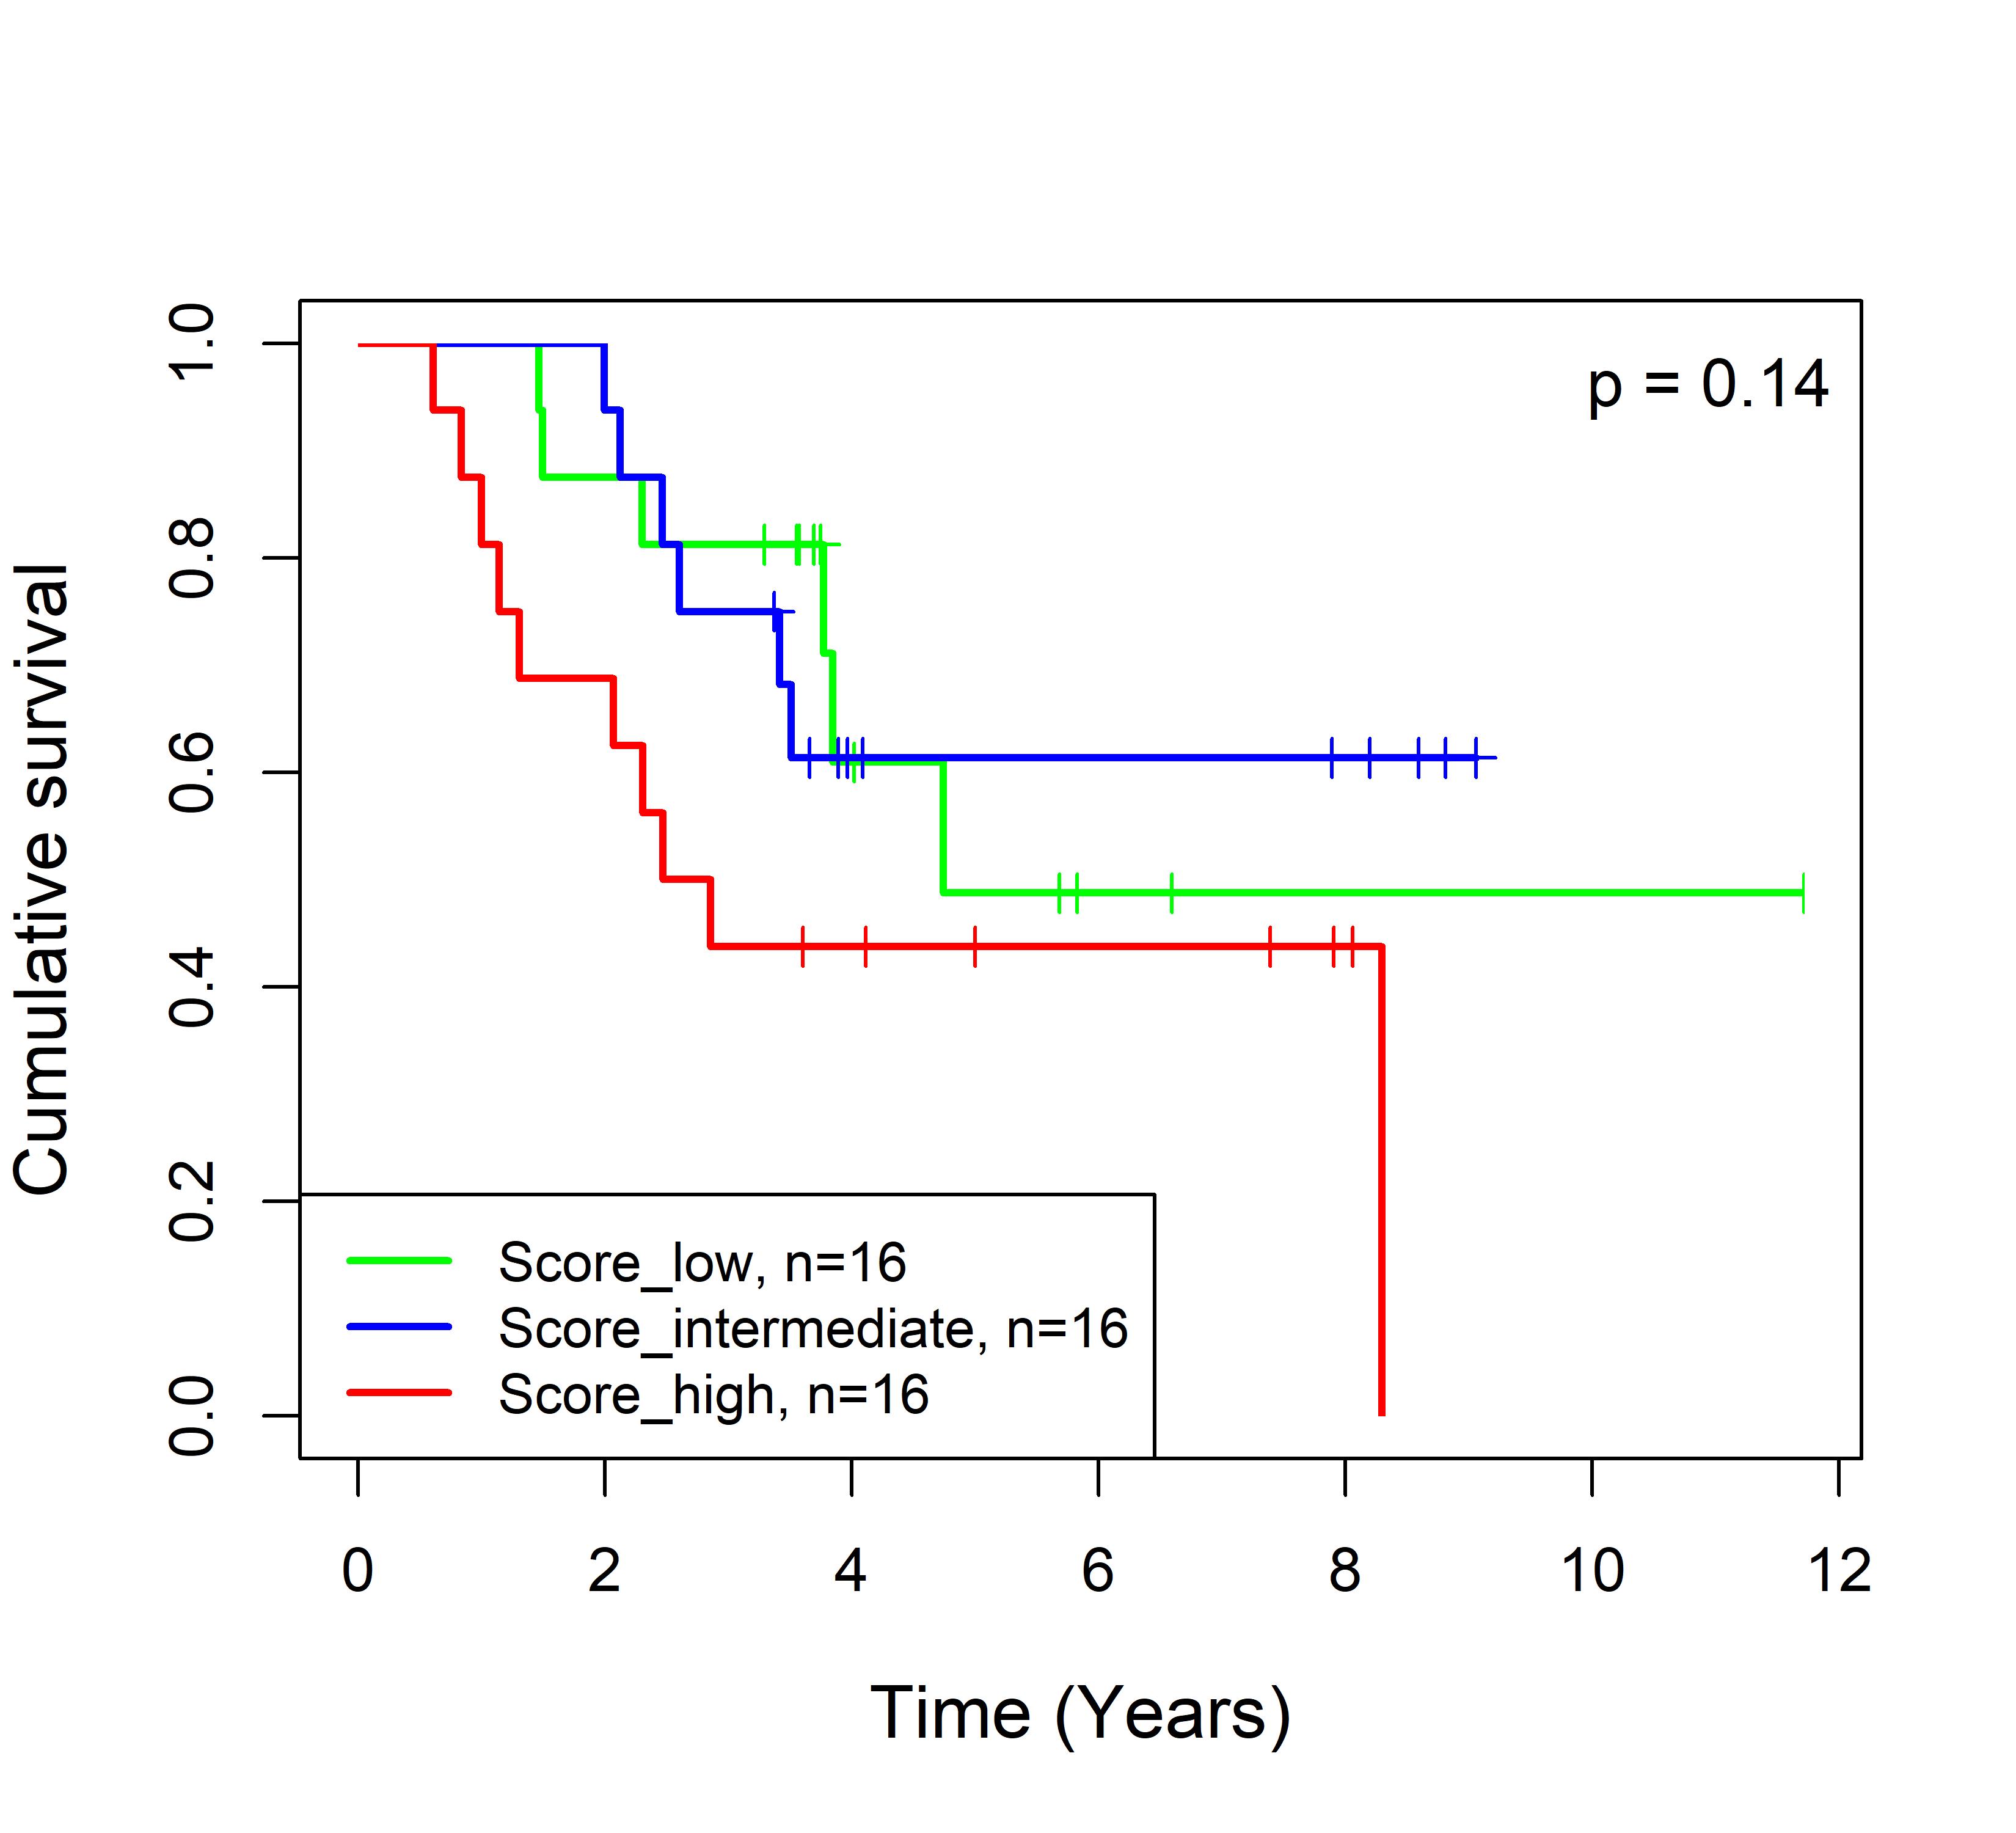 p = 0.14
Cumulative survival
1.0
0.8
0.6
0.4
0.2
0.0
Score_low, n=16
Score_intermediate, n=16
Score_high, n=16
0 2 4 6 8 10 12
Time (Years)